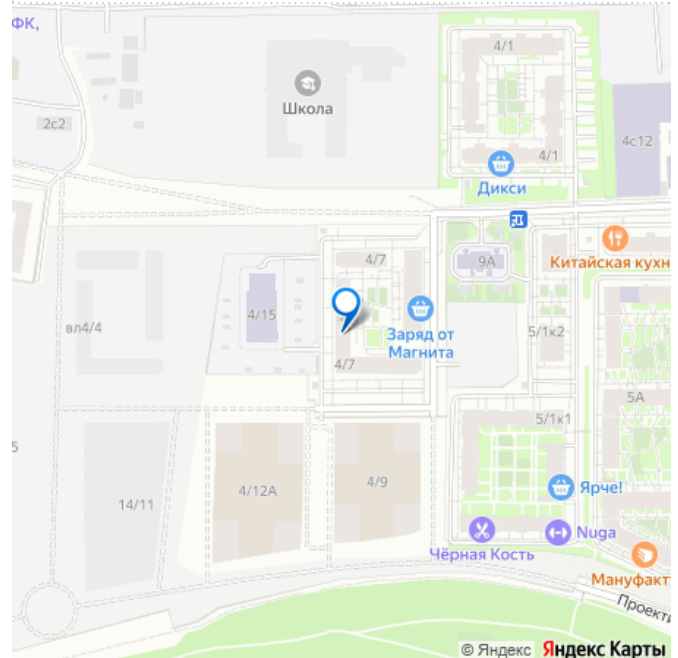 ФК,
4/1
Школа
2с2
4с12
4/1
Дикси
4/7
9А
Китайская кухн
4/15
вл4/4
Заряд от
Магнита
5/1к2
4/7
5А
5/1к1
5
4/12А
4/9
14/11
Ярче!
Nuga
Чёрная Кость
Мануфакт
Проекти
© Яндекс Яндекс Карты